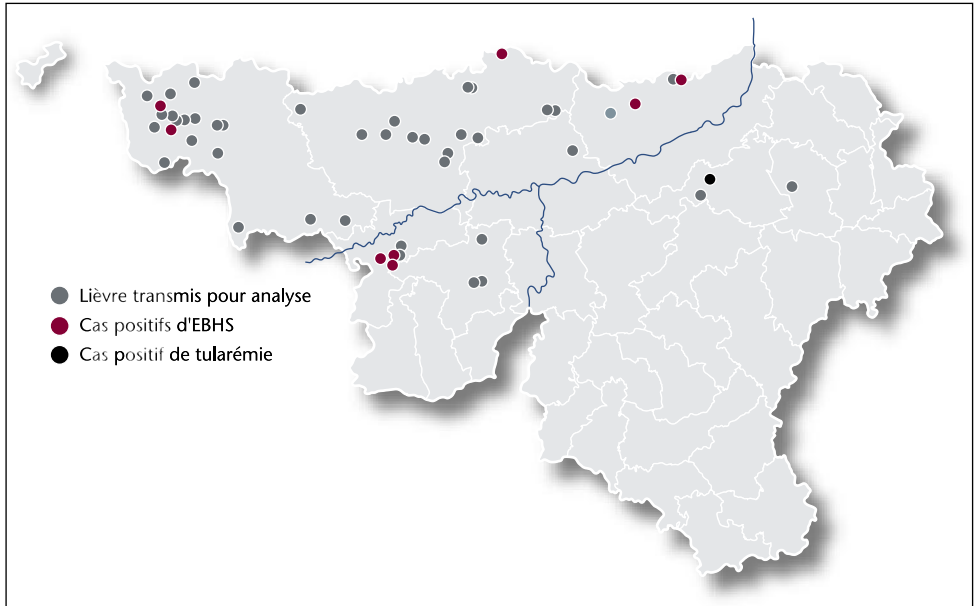 Lièvre transmis pour analyse
Cas positifs d'EBHS
Cas positif de tularémie